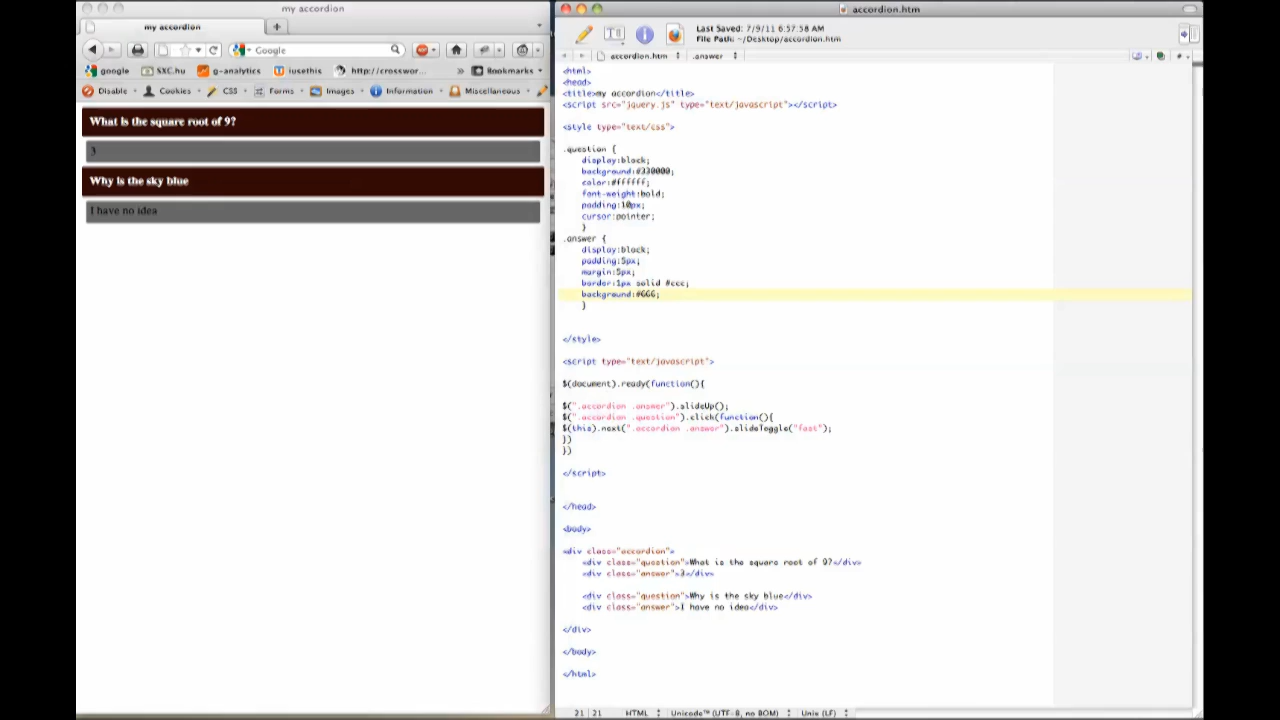 my accordion
my accordion
Google
google
SXC.hu
g-analytics
iusethis
http://crosswor...
»
Bookmarks
Disable
Cookies
CSS
Forms
Images
Information
Miscellaneous
What is the square root of 9?
3
Why is the sky blue
I have no idea
accordion.htm
Last Saved: 7/9/11 6:57:58 AM
File Path: ~/Desktop/accordion.htm
accordion.htm
.answer
<html>
<head>
<title>my accordion</title>
<script src="jquery.js" type="text/javascript"></script>
<style type="text/css">
.question {
display:block;
background:#330000;
color:#ffffff;
font-weight:bold;
padding:10px;
cursor:pointer;
}
.answer {
display:block;
padding:5px;
margin:5px;
border:1px solid #ccc;
background:#666;
}
</style>
<script type="text/javascript">
$(document).ready(function(){
$(".accordion .answer").slideUp();
$(".accordion .question").click(function(){
$(this).next(".accordion .answer").slideToggle("fast");
})
})
</script>
</head>
<body>
<div class="accordion">
<div class="question">What is the square root of 9?</div>
<div class="answer">3</div>
<div class="question">Why is the sky blue</div>
<div class="answer">I have no idea</div>
</div>
</body>
</html>
21 21
HTML
Unicode™ (UTF-8, no BOM)
Unix (LF)